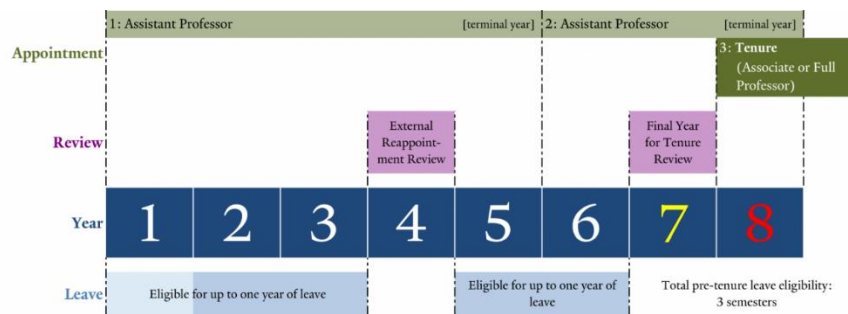 1: Assistant Professor [terminal year] 2: Assistant Professor [terminal year]
Appointment
3: Tenure
(Associate or Full
Professor)
Review
External
Reappoint-
ment Review
Final Year
for Tenure
Review
Year
1 2 3 4 5 6 7 8
Leave
Eligible for up to one year of leave
Eligible for up to one year of
leave
Total pre-tenure leave eligibility:
3 semesters